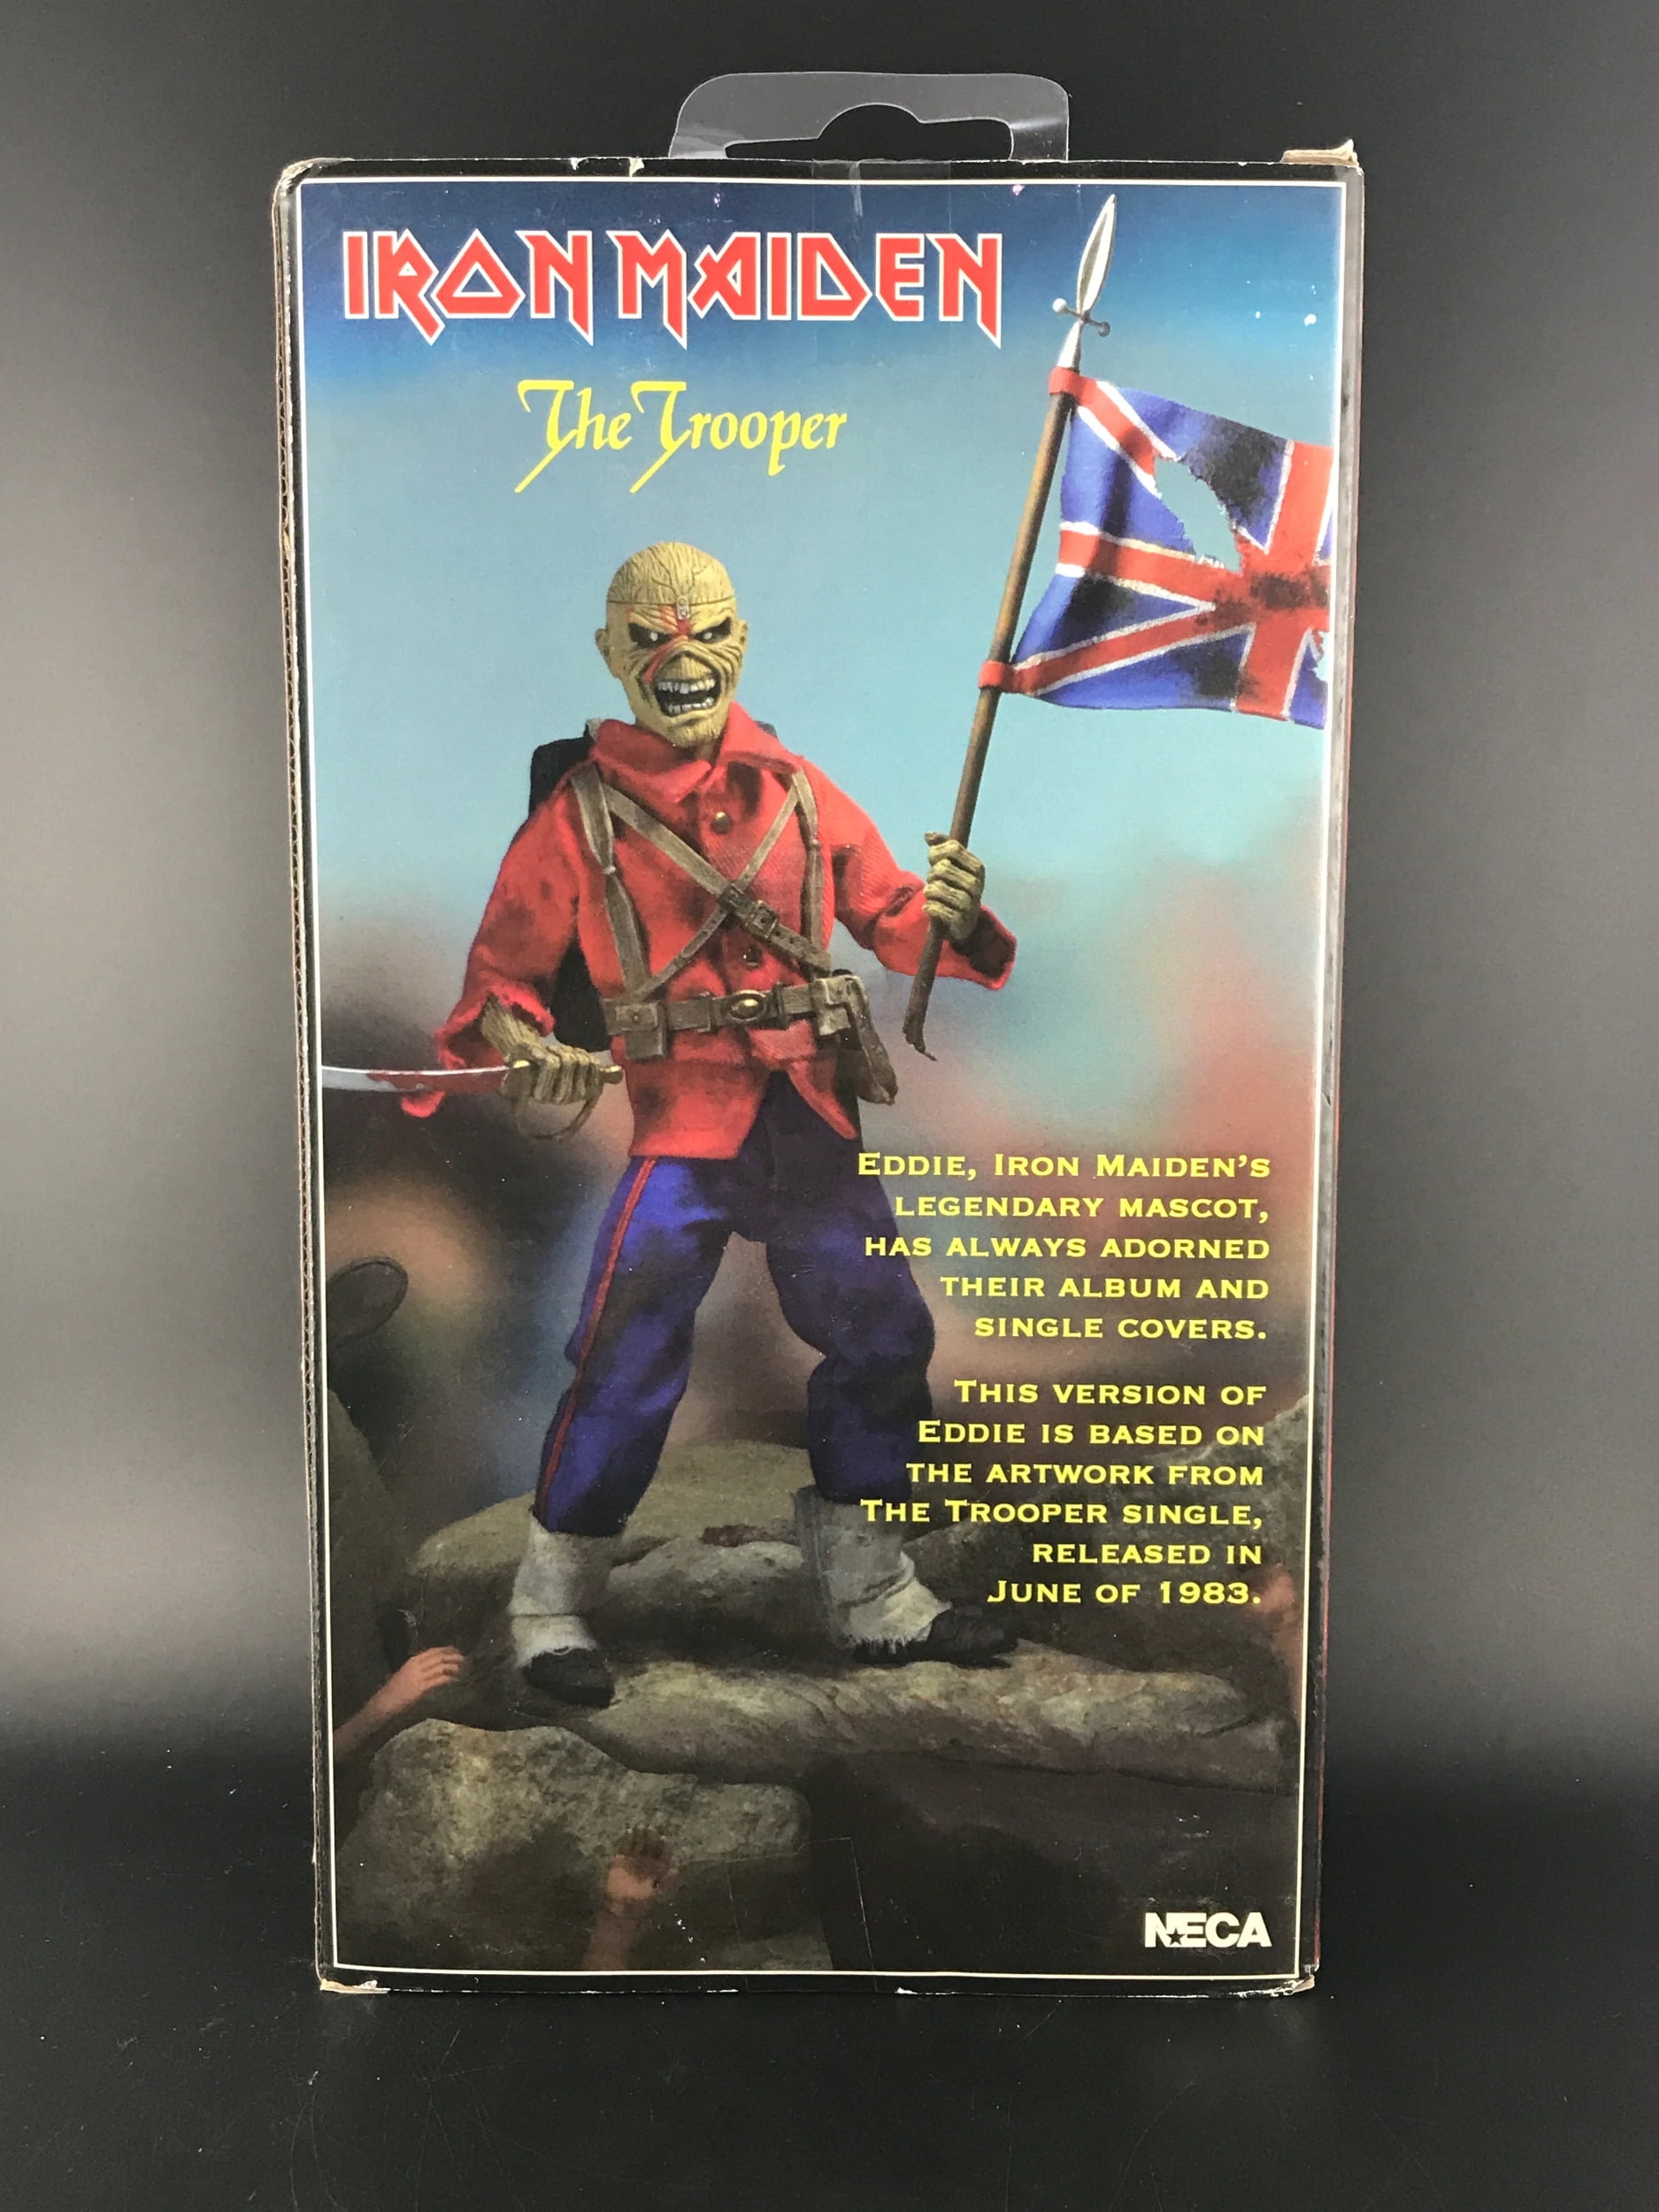 IRON MAIDEN
The Trooper
EDDIE, IRON MAIDEN'S
LEGENDARY MASCOT,
HAS ALWAYS ADORNED
THEIR ALBUM AND
SINGLE COVERS.
THIS VERSION OF
EDDIE IS BASED ON
THE ARTWORK FROM
THE TROOPER SINGLE,
RELEASED IN
JUNE OF 1983.
NECA